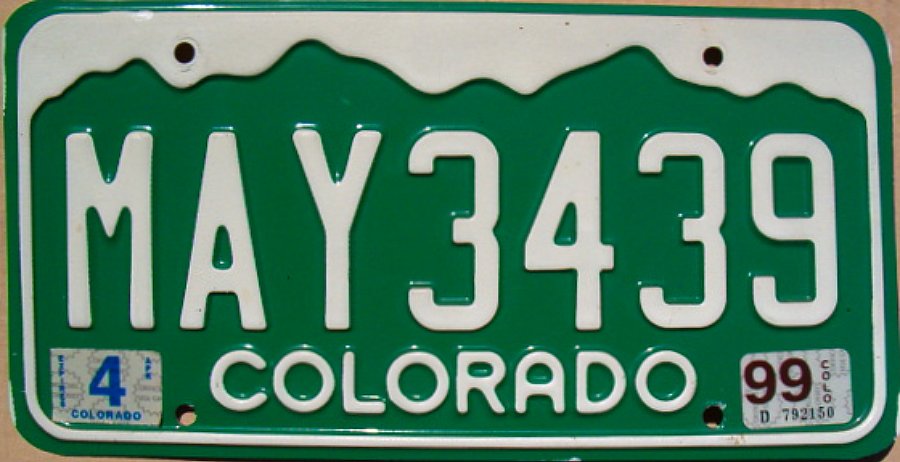 MAY3439
4
COLORADO
COLORADO
99
COLO
D 792150